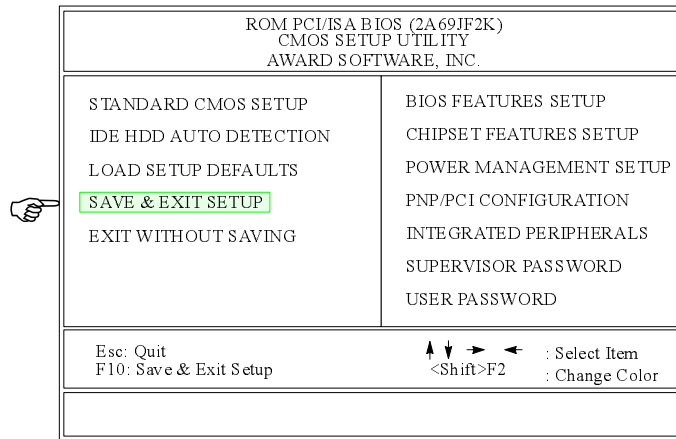 ROM PCI/ISA BIOS (2A69JF2K)
CMOS SETUP UTILITY
AWARD SOFTWARE, INC.
STANDARD CMOS SETUP
IDE HDD AUTO DETECTION
LOAD SETUP DEFAULTS
SAVE & EXIT SETUP
EXIT WITHOUT SAVING
BIOS FEATURES SETUP
CHIPSET FEATURES SETUP
POWER MANAGEMENT SETUP
PNP/PCI CONFIGURATION
INTEGRATED PERIPHERALS
SUPERVISOR PASSWORD
USER PASSWORD
Esc: Quit
F10: Save & Exit Setup
↑ ↓ → ← : Select Item
<Shift>F2 : Change Color